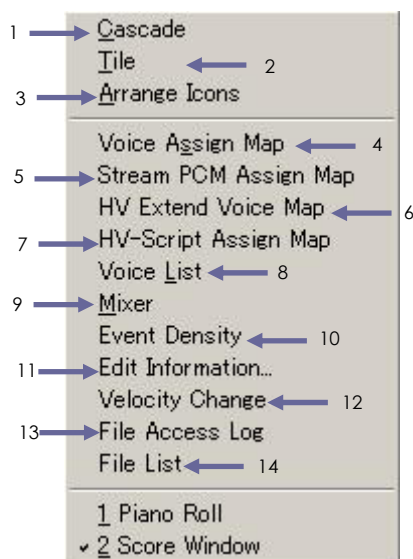 1 Cascade
Tile 2
3 Arrange Icons
Voice Assign Map 4
5 Stream PCM Assign Map
HV Extend Voice Map 6
7 HV-Script Assign Map
Voice List 8
9 Mixer
Event Density 10
11 Edit Information...
Velocity Change 12
13 File Access Log
File List 14
1 Piano Roll
✓ 2 Score Window